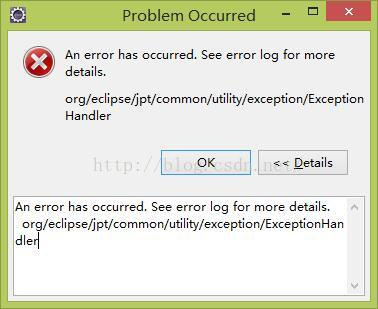 Problem Occurred
An error has occurred. See error log for more
details.
org/eclipse/jpt/common/utility/exception/Exception
Handler
http://blog.csdn.net
OK
<< Details
An error has occurred. See error log for more details.
org/eclipse/jpt/common/utility/exception/ExceptionHan
dler